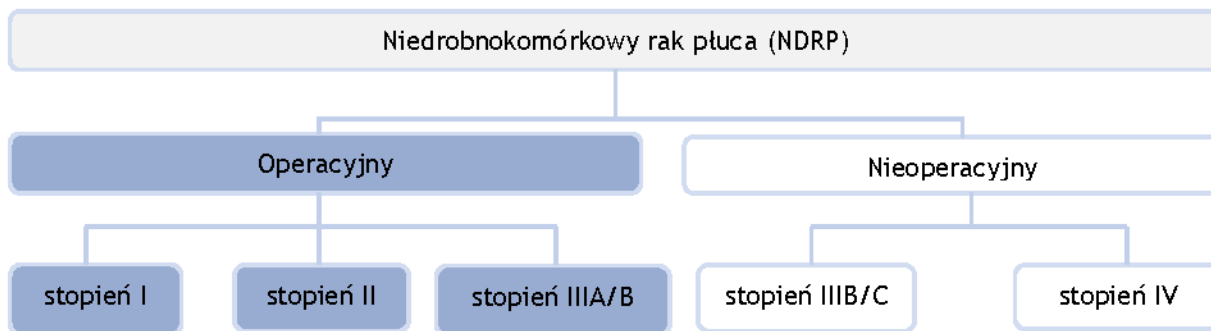 Niedrobnokomórkowy rak płuca (NDRP)
Operacyjny
Nieoperacyjny
stopień I
stopień II
stopień IIIA/B
stopień IIIB/C
stopień IV